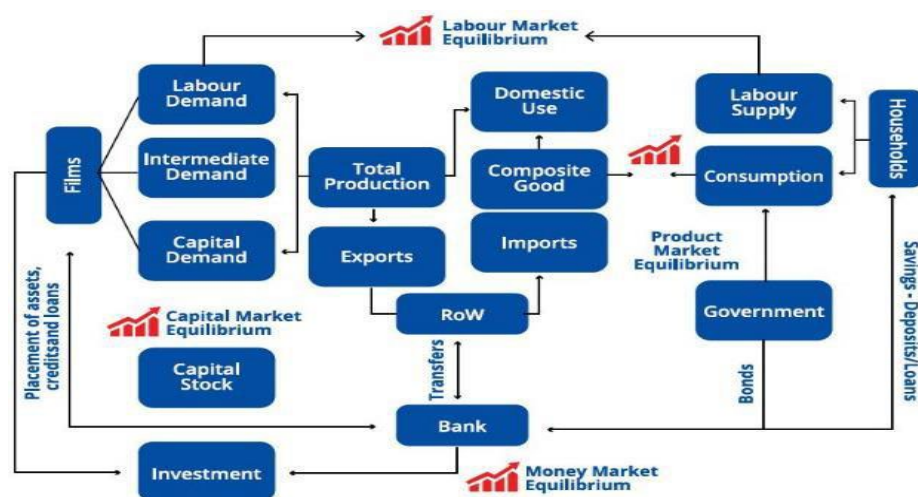 Labour Market
Equilibrium
Labour
Demand
Domestic
Use
Labour
Supply
Households
Films
Intermediate
Demand
Total
Production
Composite
Good
Consumption
Capital
Demand
Exports
Imports
Product
Market
Equilibrium
Placement of assets,
creditsand loans
Capital Market
Equilibrium
RoW
Government
Savings - Deposits/Loans
Capital
Stock
Transfers
Bonds
Bank
Investment
Money Market
Equilibrium